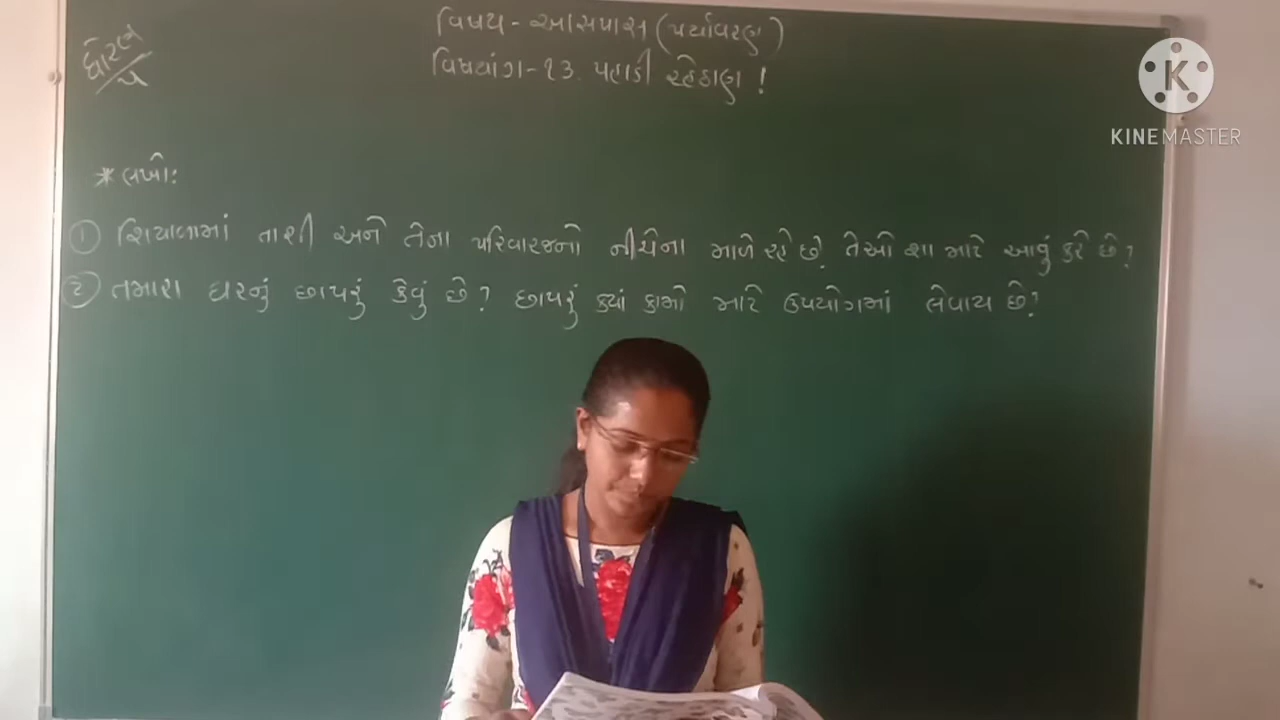 ધોરણ
૫
વિષય - આસપાસ (પર્યાવરણ)
વિષયાંગ - ૧૩. પહાડી રહેઠાણ !
* લખો:
① શિયાળામાં તાશી અને તેના પરિવારજનો નીચેના માળે રહે છે. તેઓ શા માટે આવું કરે છે?
② તમારા ઘરનું છાપરું કેવું છે? છાપરું ક્યાં કામો માટે ઉપયોગમાં લેવાય છે?
K
KINEMASTER